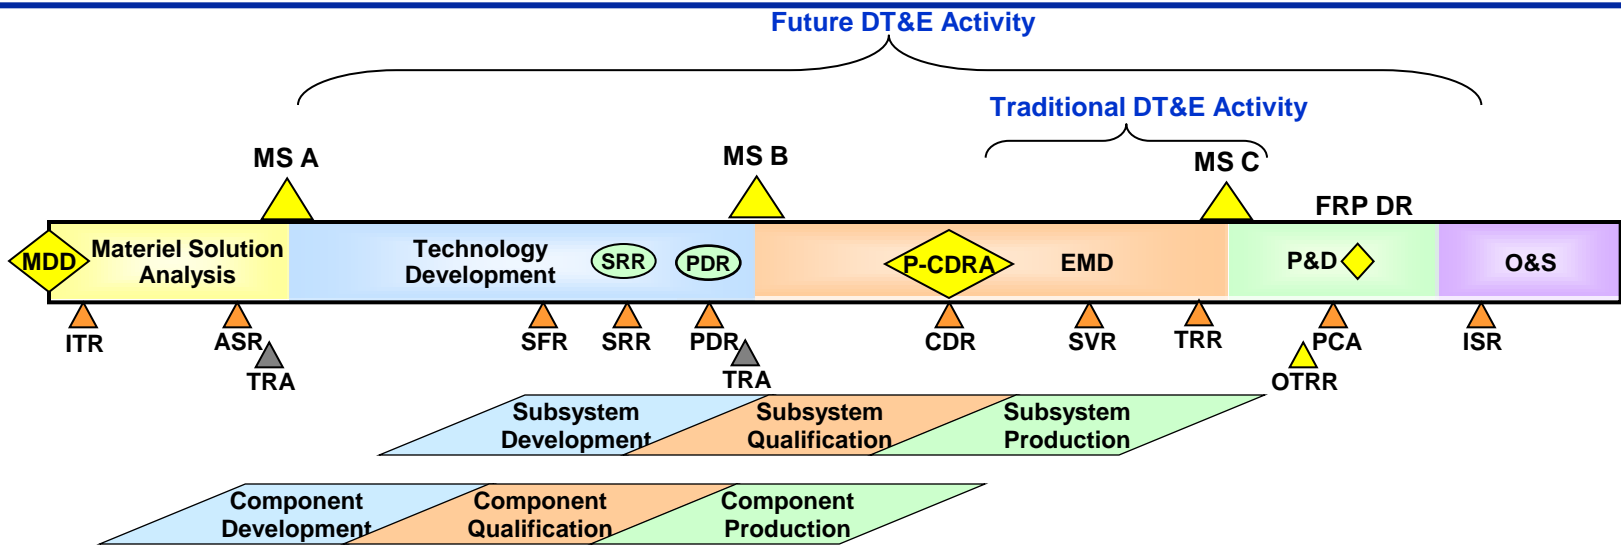 Future DT&E Activity
Traditional DT&E Activity
MS A
MS B
MS C
FRP DR
MDD
Materiel Solution
Analysis
Technology
Development
SRR
PDR
P-CDRA
EMD
P&D
O&S
ITR
ASR
TRA
SFR
SRR
PDR
TRA
CDR
SVR
TRR
OTRR
PCA
ISR
Subsystem
Development
Subsystem
Qualification
Subsystem
Production
Component
Development
Component
Qualification
Component
Production